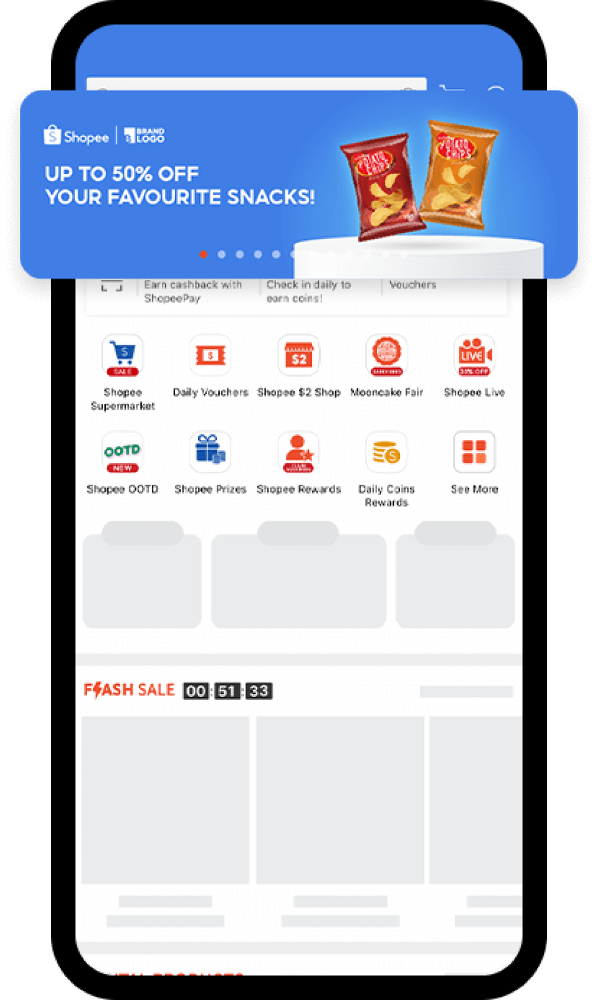 Shopee BRAND
LOGO
UP TO 50% OFF
YOUR FAVOURITE SNACKS!
POTATO
CHIPS
POTATO
CHIPS
Earn cashback with
ShopeePay
Check in daily to
earn coins!
Vouchers
S
SALE
Shopee
Supermarket
$
Daily Vouchers
$2
Shopee $2 Shop
Mooncake Fair
LIVE
50% OFF
Shopee Live
OOTD
NEW
Shopee OOTD
Shopee Prizes
Shopee Rewards
S
Daily Coins
Rewards
See More
FLASH SALE 00:51:33